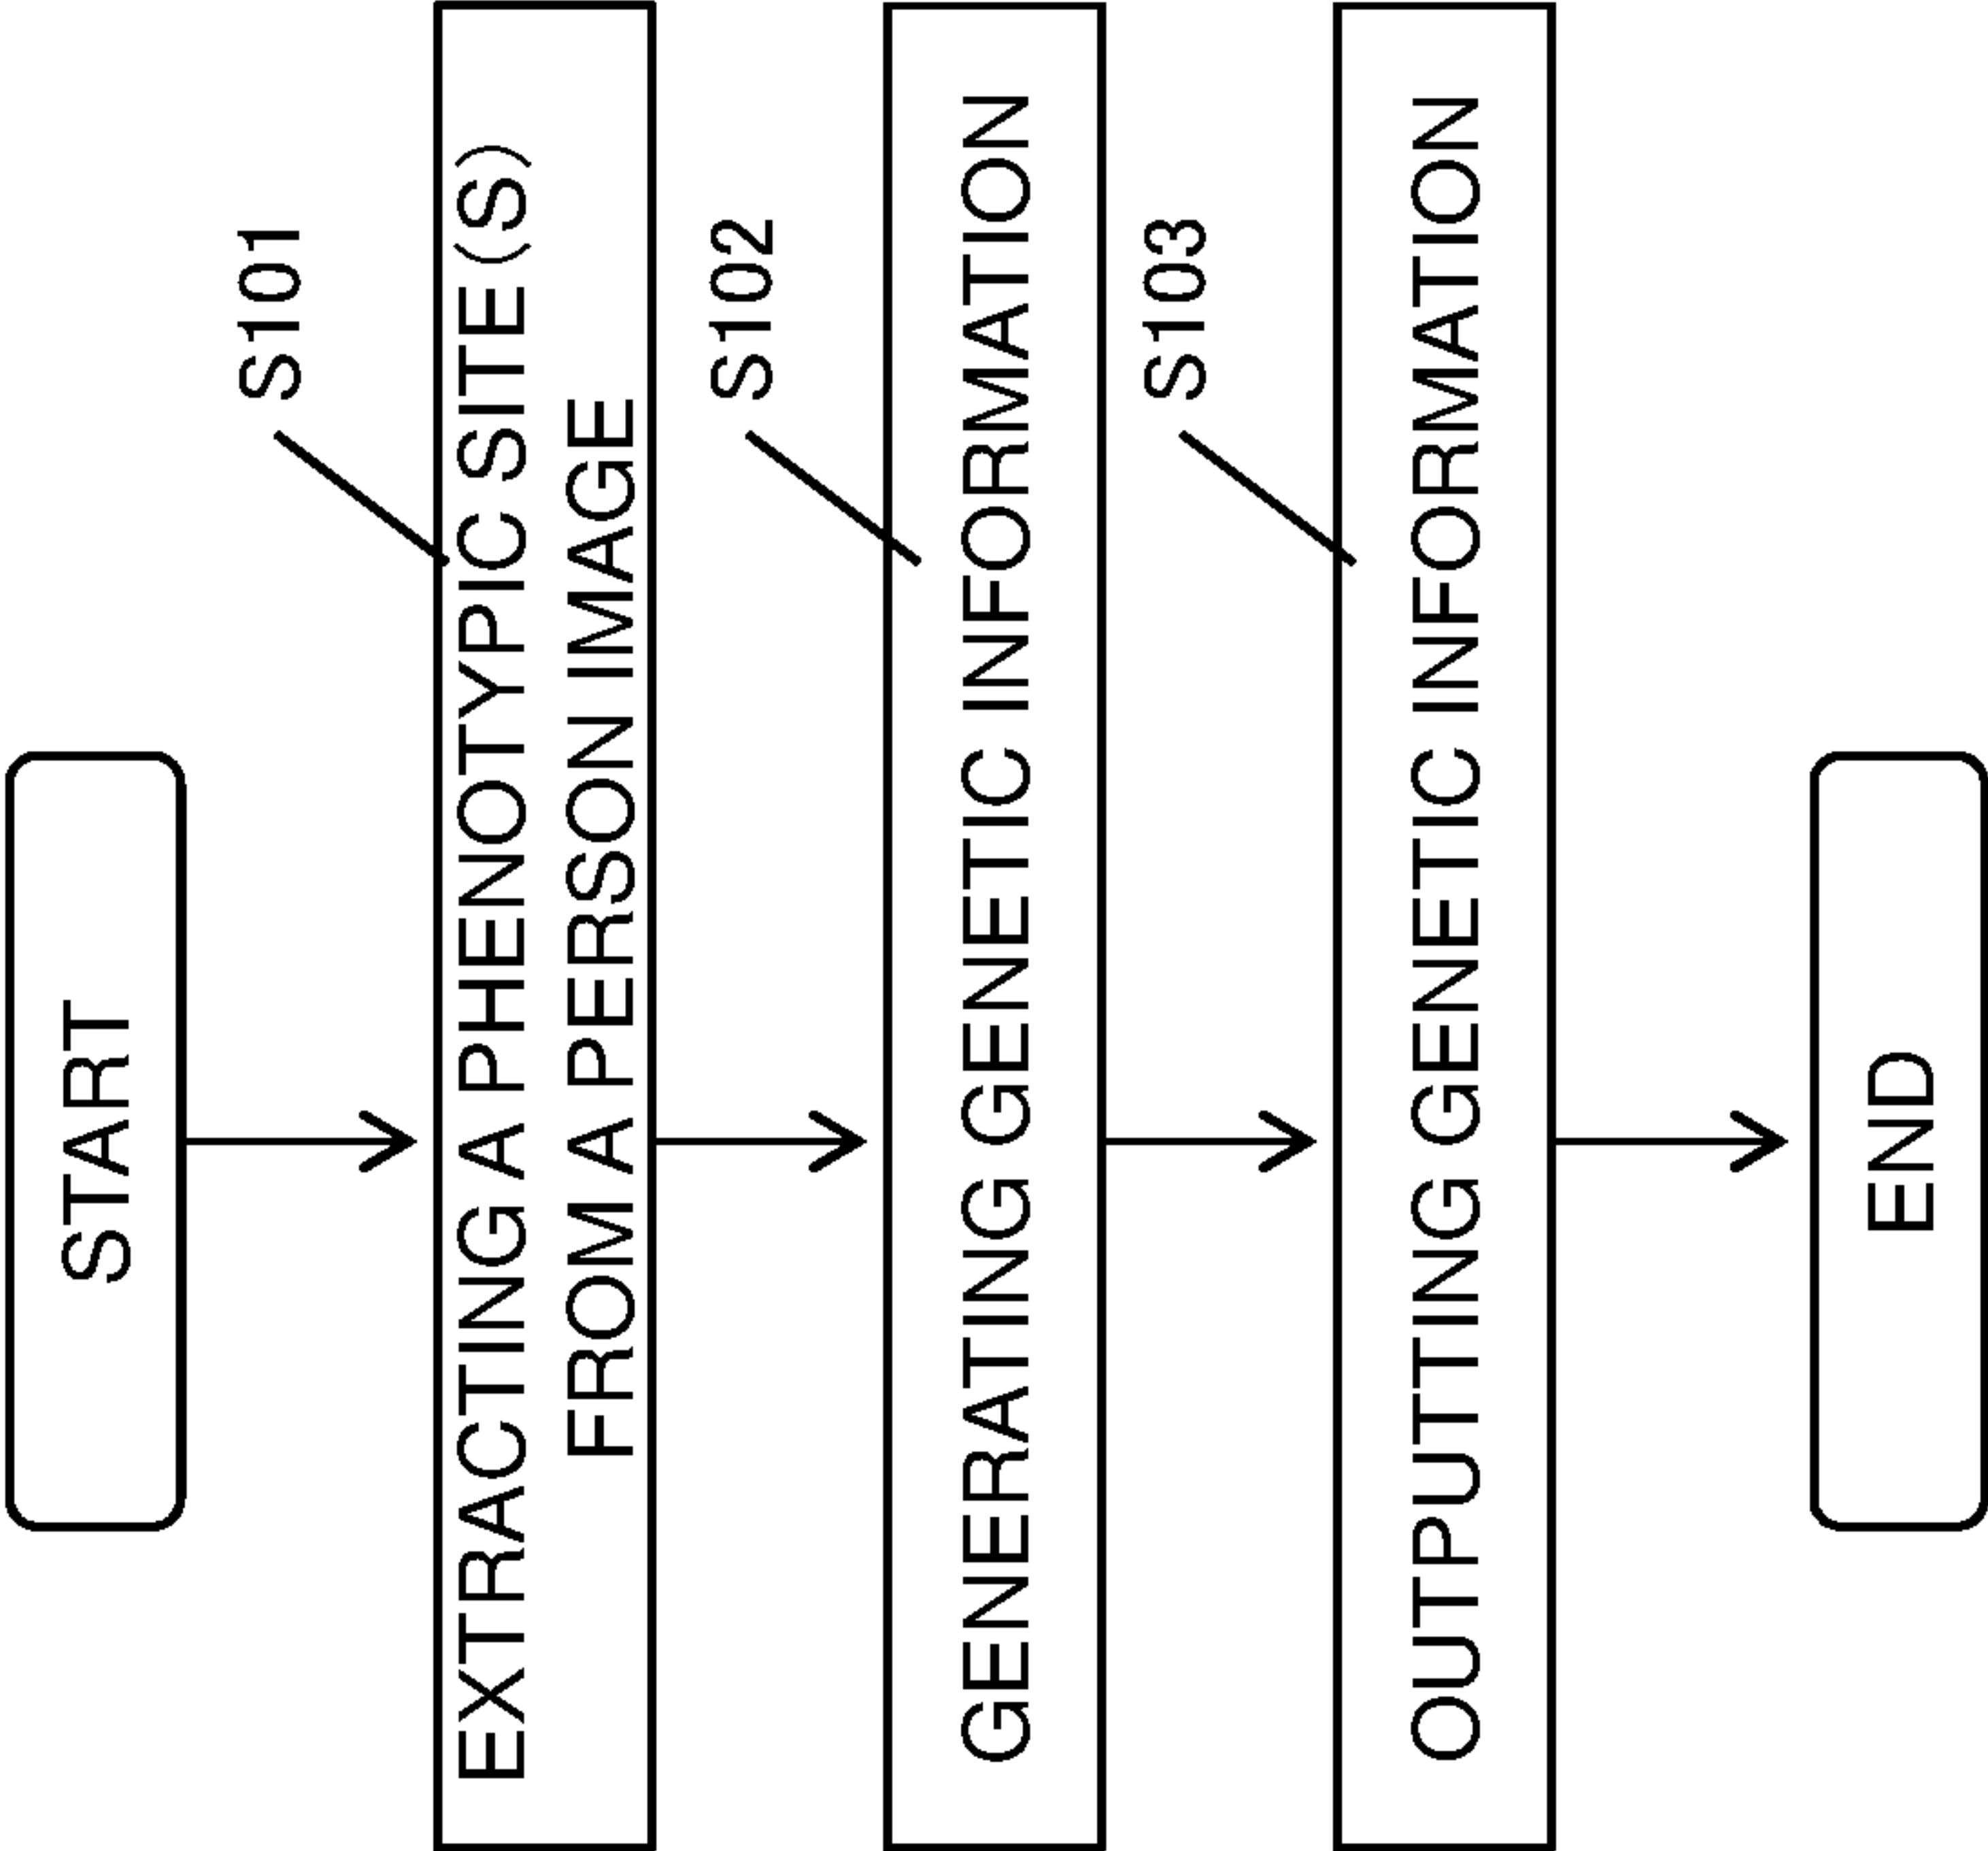 START
S101
EXTRACTING A PHENOTYPIC SITE(S)
FROM A PERSON IMAGE
S102
GENERATING GENETIC INFORMATION
S103
OUTPUTTING GENETIC INFORMATION
END